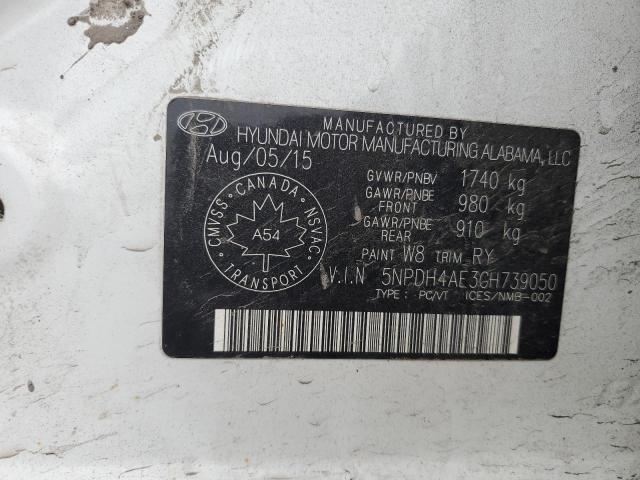 MANUFACTURED BY
HYUNDAI MOTOR MANUFACTURING ALABAMA, LLC
Aug/05/15
GVWR/PNBV 1740 kg
GAWR/PNBE FRONT 980 kg
GAWR/PNBE REAR 910 kg
PAINT W8 TRIM RY
V.I.N 5NPDH4AE3GH739050
TYPE : PC/VT ICES/NMB-002
CANADA
CMVSS
NSVAC
A54
TRANSPORT